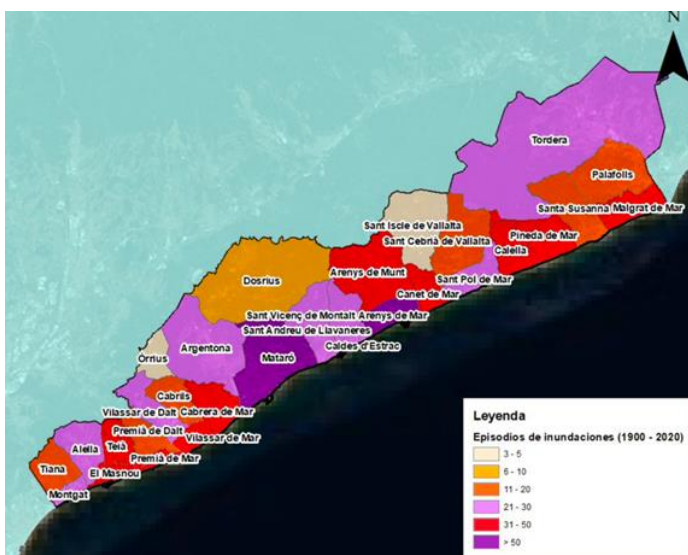 N
Tordera
Palafolls
Santa Susanna
Malgrat de Mar
Sant Iscle de Vallalta
Sant Cebrià de Vallalta
Pineda de Mar
Calella
Arenys de Munt
Sant Pol de Mar
Dosrius
Canet de Mar
Sant Vicenç de Montalt
Arenys de Mar
Sant Andreu de Llavaneres
Argentona
Caldes d'Estrac
Òrrius
Mataró
Cabrils
Vilassar de Dalt
Cabrera de Mar
Premià de Dalt
Vilassar de Mar
Alella
Teià
Premià de Mar
Tiana
El Masnou
Montgat
Leyenda
Episodios de inundaciones (1900 - 2020)
3 - 5
6 - 10
11 - 20
21 - 30
31 - 50
> 50